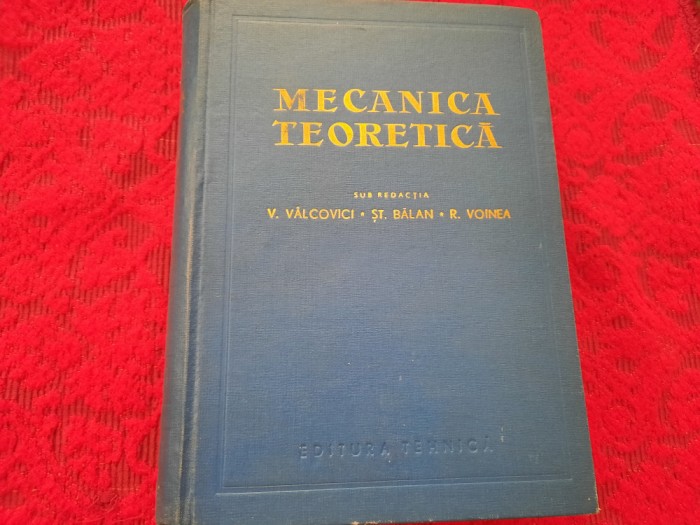 MECANICA
TEORETICĂ
SUB REDACȚIA
V. VÂLCOVICI • ȘT. BĂLAN • R. VOINEA
EDITURA TEHNICĂ